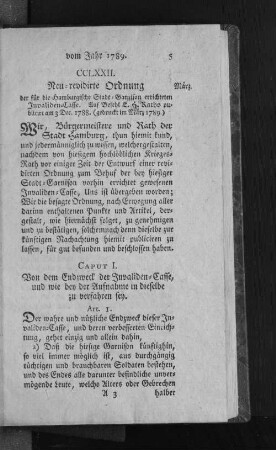 vom Jahr 1789. 5
CCLXXII.
Neu-revidirte Ordnung März.
der für die Hamburgische Stadt-Garnison errichteten
Invaliden-Casse. Auf Befehl E. H. Raths pu-
blicirt am 3 Dec. 1788. (gedruckt im März 1789.)
Wir, Bürgermeistere und Rath der
Stadt Hamburg, thun hiemit kund,
und jedermänniglich zu wissen, welchergestalten,
nachdem von hiesigem hochlöblichen Krieges-
Rath vor einiger Zeit der Entwurf einer revi-
dirten Ordnung zum Behuf der bey hiesiger
Stadt-Garnison vorhin errichtet gewesenen
Invaliden-Casse, Uns ist übergeben worden;
Wir die besagte Ordnung, nach Erwegung aller
darinn enthaltenen Punkte und Artikel, der-
gestalt, wie hiernächst folget, zu genehmigen
und zu bestätigen, solchemnach denn dieselbe zur
künftigen Nachachtung hiemit publiciren zu
lassen, für gut befunden und beschlossen haben.
CAPUT I.
Von dem Endzweck der Invaliden-Casse,
und wie bey der Aufnahme in dieselbe
zu verfahren sey.
ART. 1.
Der wahre und nützliche Endzweck dieser In-
validen-Casse, und deren verbesserten Einrich-
tung, gehet einzig und allein dahin,
1) Daß die hiesige Garnison künftighin,
so viel immer möglich ist, aus durchgängig
tüchtigen und brauchbaren Soldaten bestehen,
und des Endes alle darunter befindliche unver-
mögende Leute, welche Alters oder Gebrechen
A 3 halber